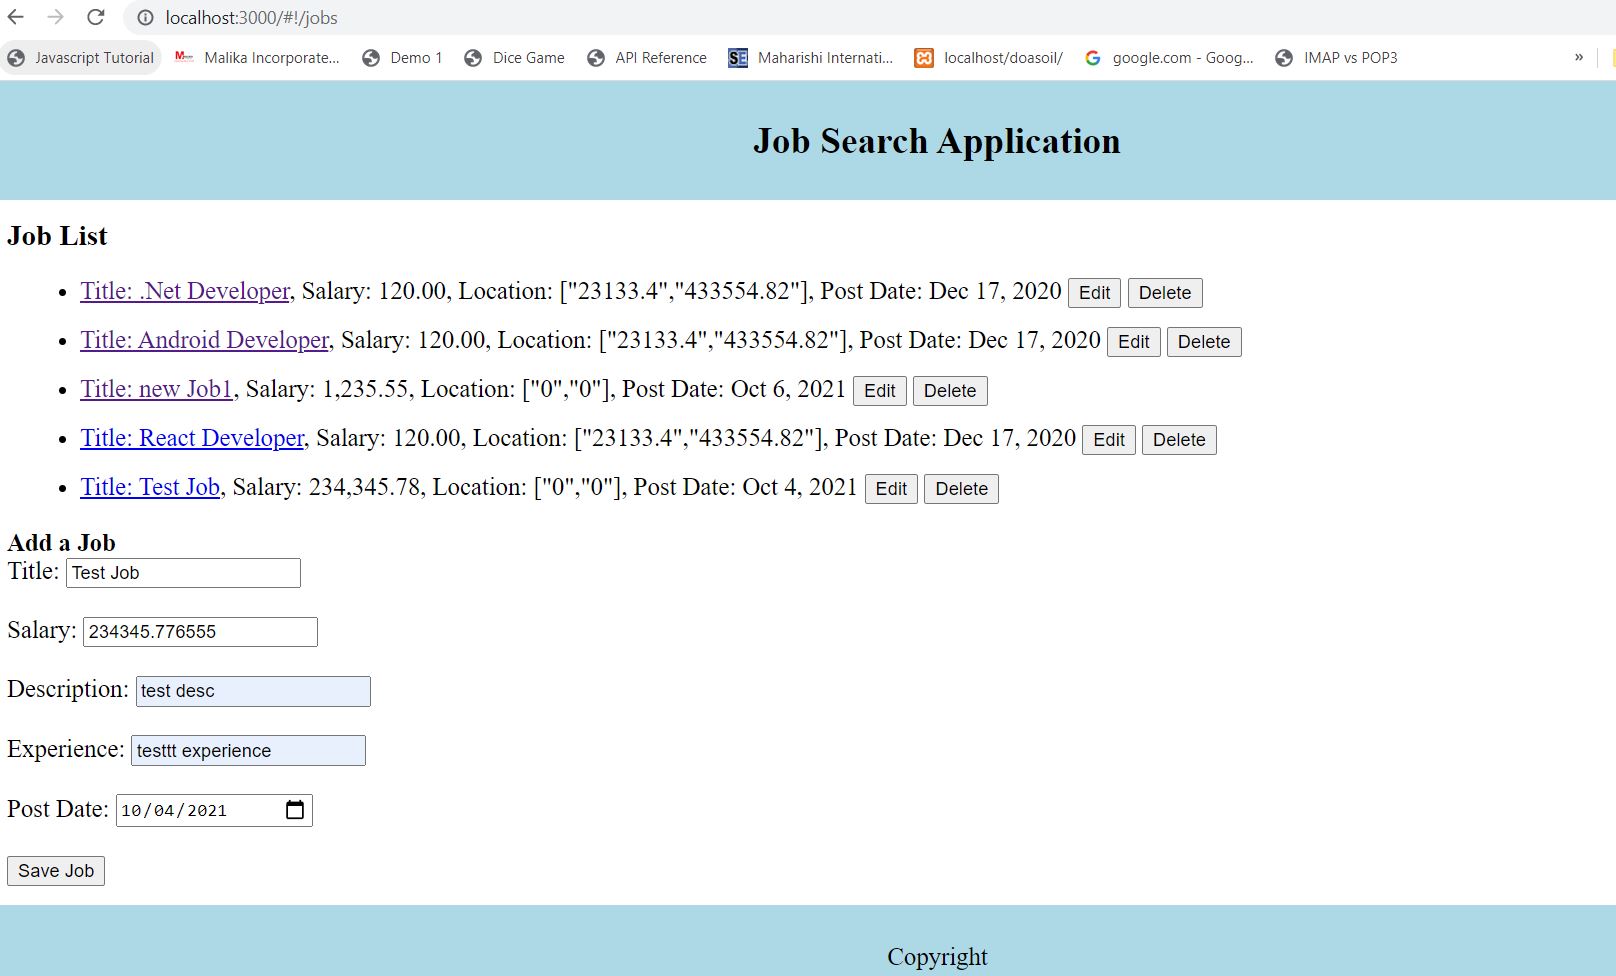 localhost:3000/#!/jobs
Javascript Tutorial Malika Incorporate... Demo 1 Dice Game API Reference SE Maharishi Internati... localhost/doasoil/ google.com - Goog... IMAP vs POP3 »
Job Search Application
Job List
• Title: .Net Developer, Salary: 120.00, Location: ["23133.4","433554.82"], Post Date: Dec 17, 2020 Edit Delete
• Title: Android Developer, Salary: 120.00, Location: ["23133.4","433554.82"], Post Date: Dec 17, 2020 Edit Delete
• Title: new Job1, Salary: 1,235.55, Location: ["0","0"], Post Date: Oct 6, 2021 Edit Delete
• Title: React Developer, Salary: 120.00, Location: ["23133.4","433554.82"], Post Date: Dec 17, 2020 Edit Delete
• Title: Test Job, Salary: 234,345.78, Location: ["0","0"], Post Date: Oct 4, 2021 Edit Delete
Add a Job
Title: Test Job
Salary: 234345.776555
Description: test desc
Experience: testtt experience
Post Date: 10/04/2021
Save Job
Copyright